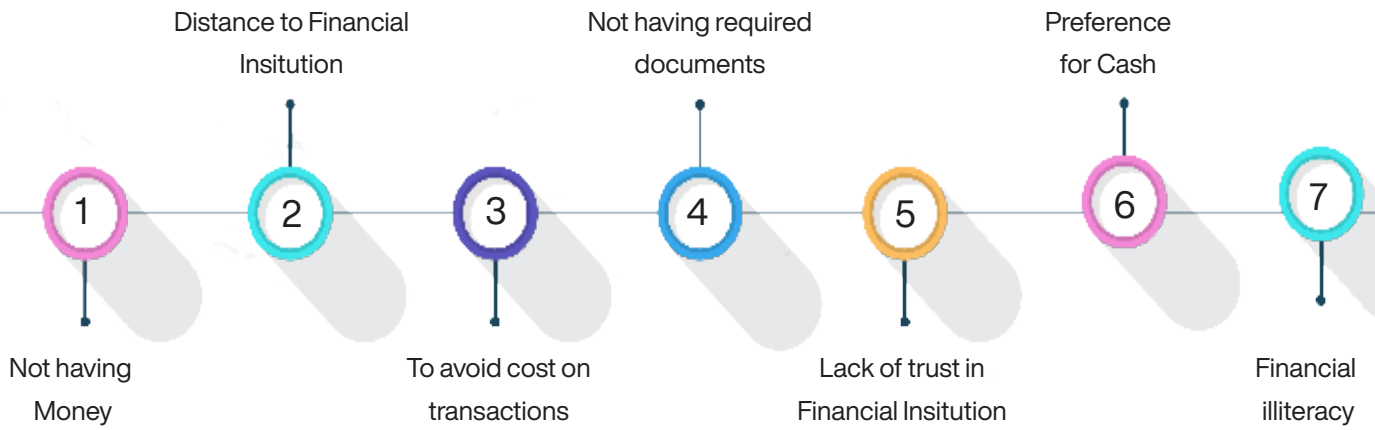 1
Not having
Money
Distance to Financial
Insitution
2
3
To avoid cost on
transactions
Not having required
documents
4
5
Lack of trust in
Financial Insitution
Preference
for Cash
6
7
Financial
illiteracy